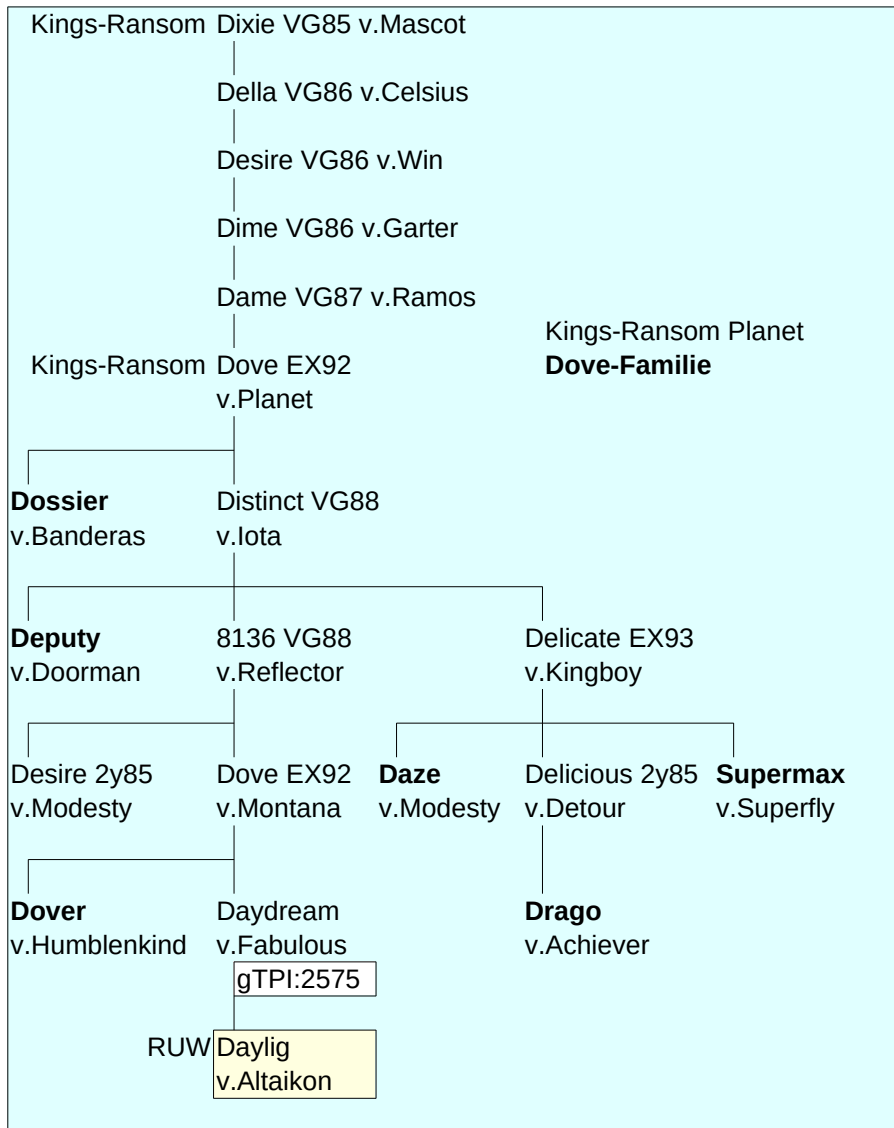 Kings-Ransom Dixie VG85 v.Mascot
Della VG86 v.Celsius
Desire VG86 v.Win
Dime VG86 v.Garter
Dame VG87 v.Ramos
Kings-Ransom Planet
Kings-Ransom Dove EX92 Dove-Familie
v.Planet
Dossier Distinct VG88
v.Banderas v.Iota
Deputy 8136 VG88 Delicate EX93
v.Doorman v.Reflector v.Kingboy
Desire 2y85 Dove EX92 Daze Delicious 2y85 Supermax
v.Modesty v.Montana v.Modesty v.Detour v.Superfly
Dover Daydream Drago
v.Humblenkind v.Fabulous v.Achiever
gTPI:2575
RUW Daylig
v.Altaikon